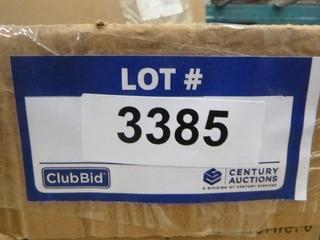 LOT #
3385
ClubBid
CENTURY
AUCTIONS
A DIVISION OF CENTURY SERVICES